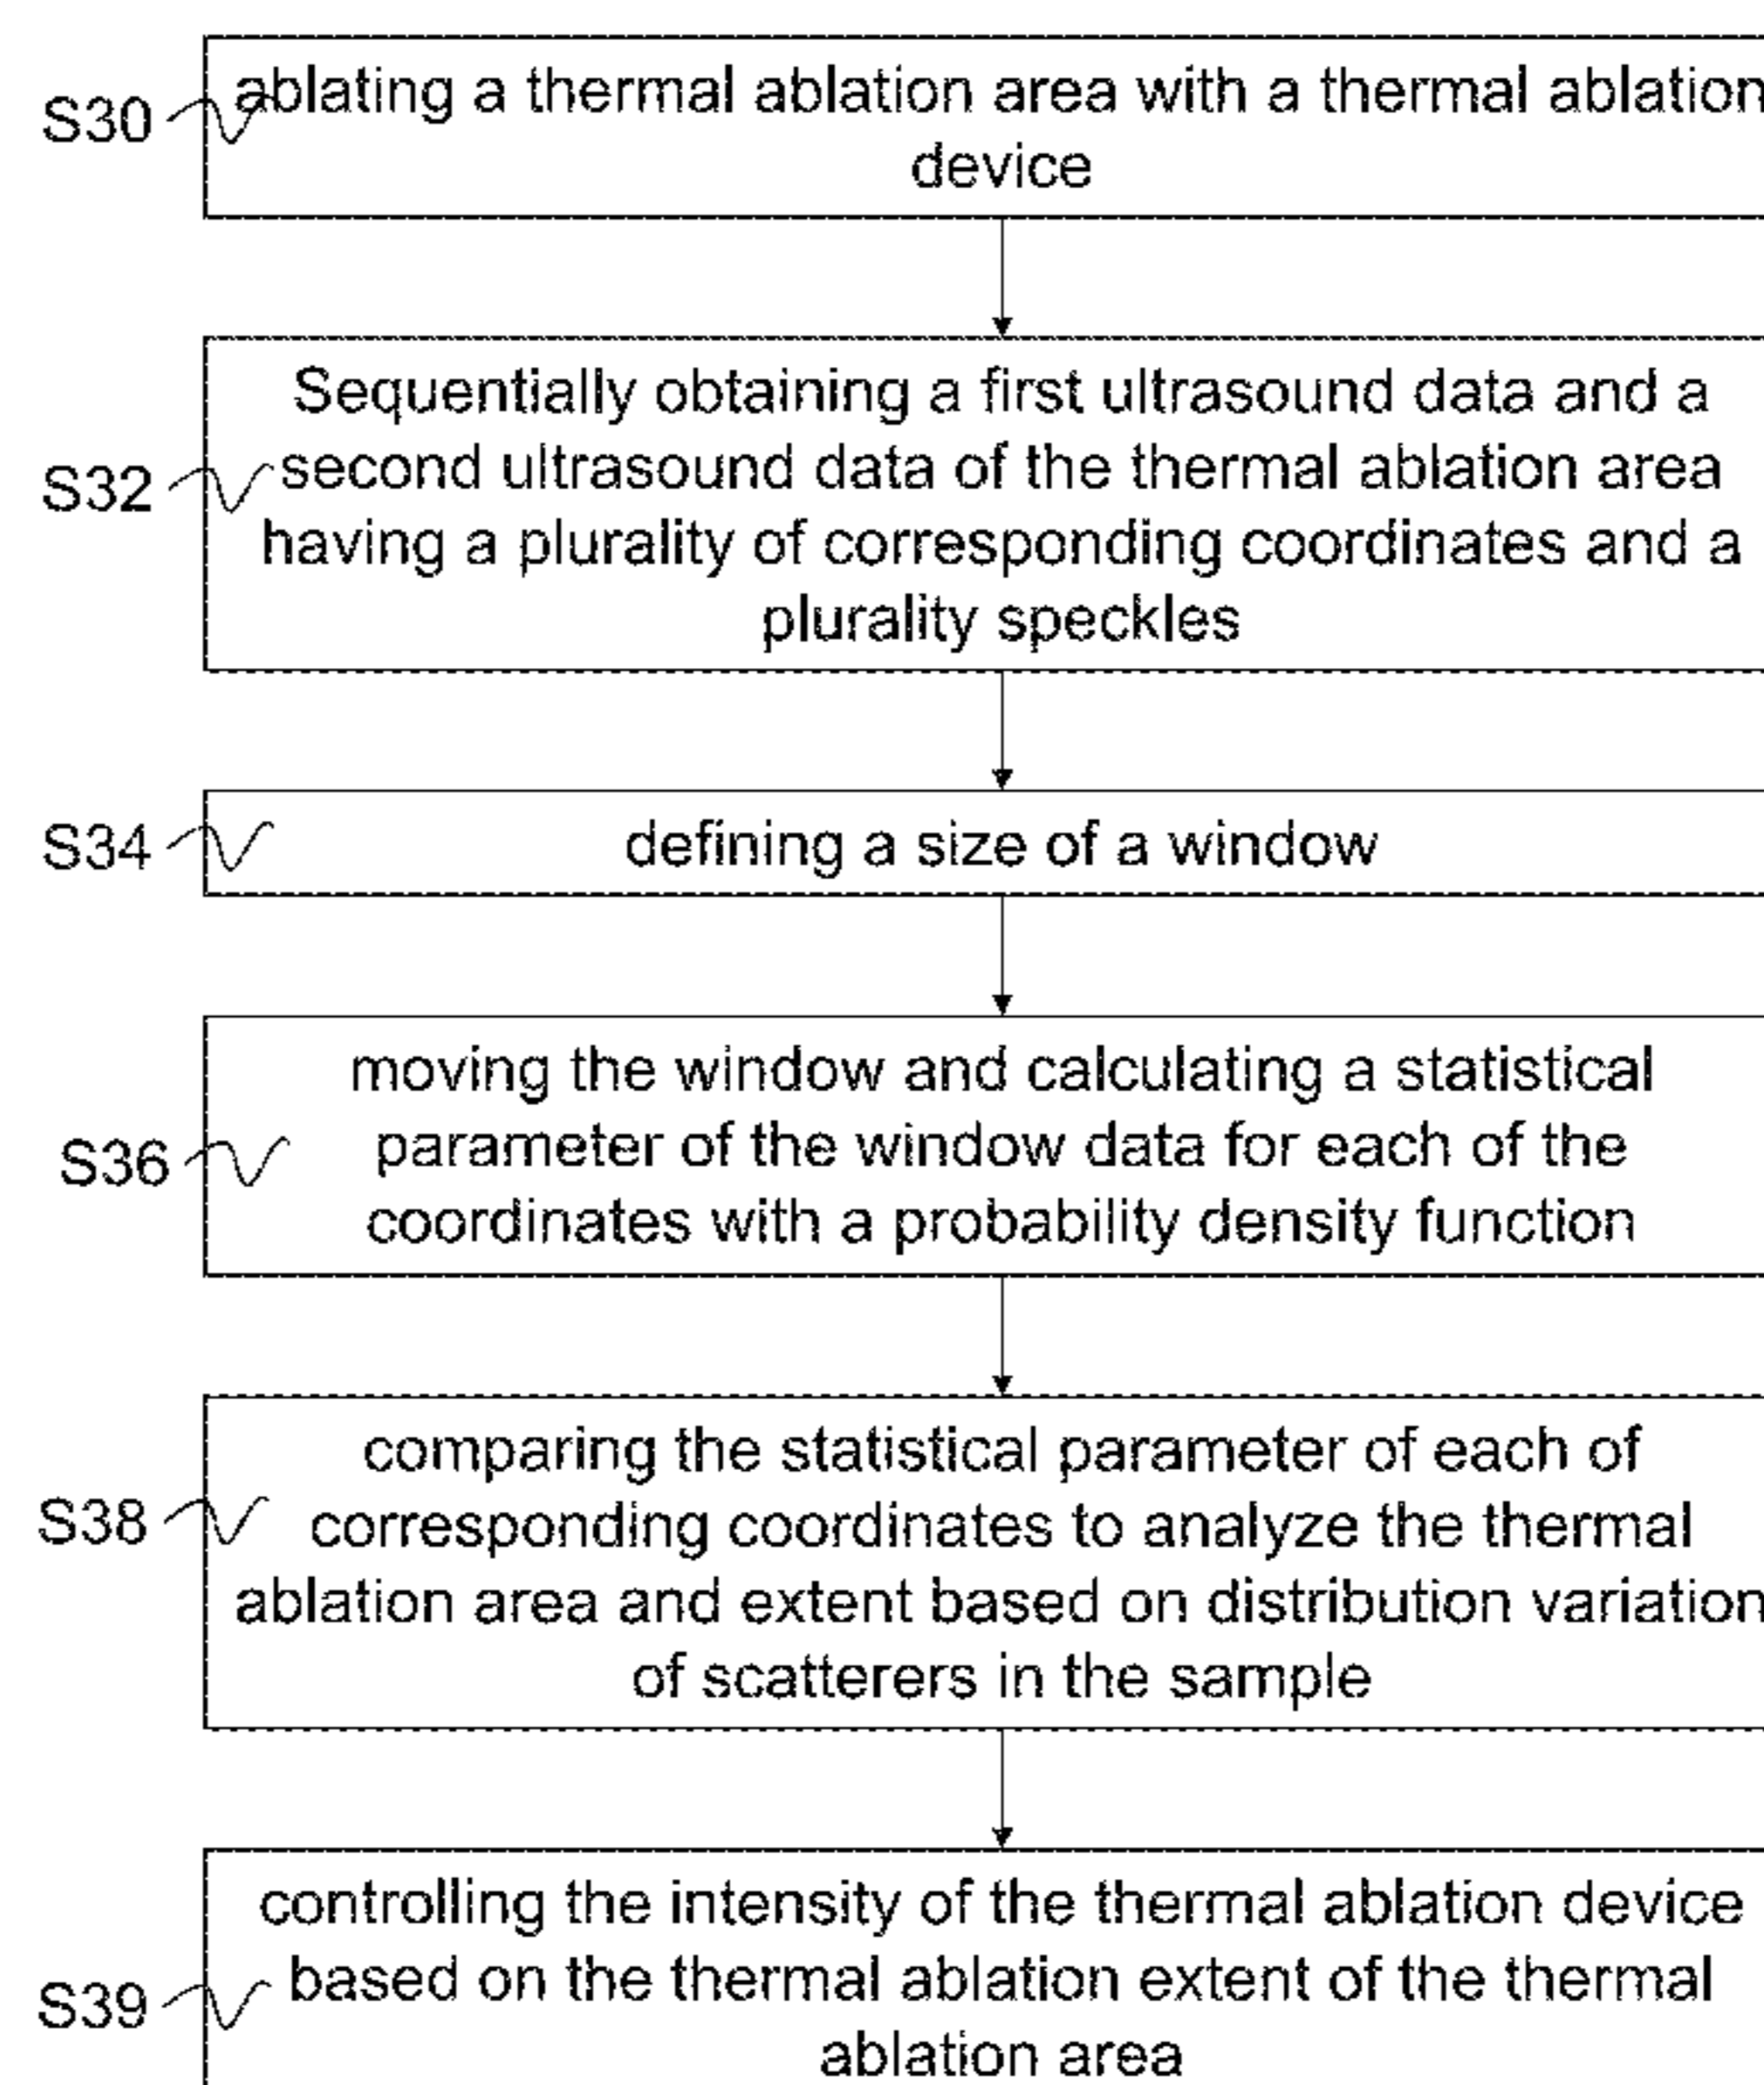 S30
ablating a thermal ablation area with a thermal ablation
device
S32
Sequentially obtaining a first ultrasound data and a
second ultrasound data of the thermal ablation area
having a plurality of corresponding coordinates and a
plurality speckles
S34
defining a size of a window
S36
moving the window and calculating a statistical
parameter of the window data for each of the
coordinates with a probability density function
S38
comparing the statistical parameter of each of
corresponding coordinates to analyze the thermal
ablation area and extent based on distribution variation
of scatterers in the sample
S39
controlling the intensity of the thermal ablation device
based on the thermal ablation extent of the thermal
ablation area